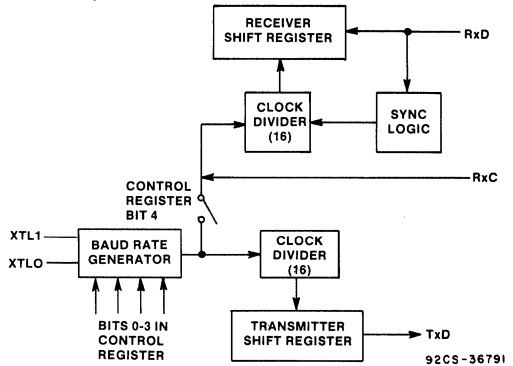 RECEIVER
SHIFT REGISTER
RxD
CLOCK
DIVIDER
(16)
SYNC
LOGIC
RxC
CONTROL
REGISTER
BIT 4
XTL1
XTLO
BAUD RATE
GENERATOR
CLOCK
DIVIDER
(16)
BITS 0-3 IN
CONTROL
REGISTER
TRANSMITTER
SHIFT REGISTER
TxD
92CS-36791